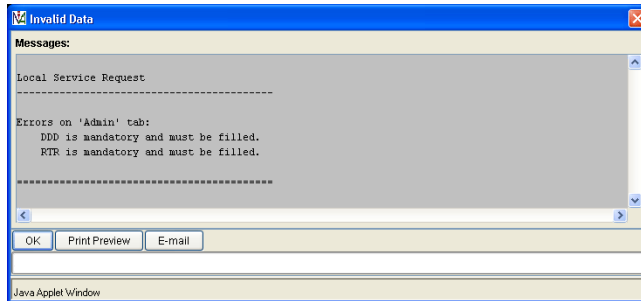 Invalid Data
Messages:
Local Service Request
------------------------------------------
Errors on 'Admin' tab:
DDD is mandatory and must be filled.
RTR is mandatory and must be filled.
==========================================
OK Print Preview E-mail
Java Applet Window